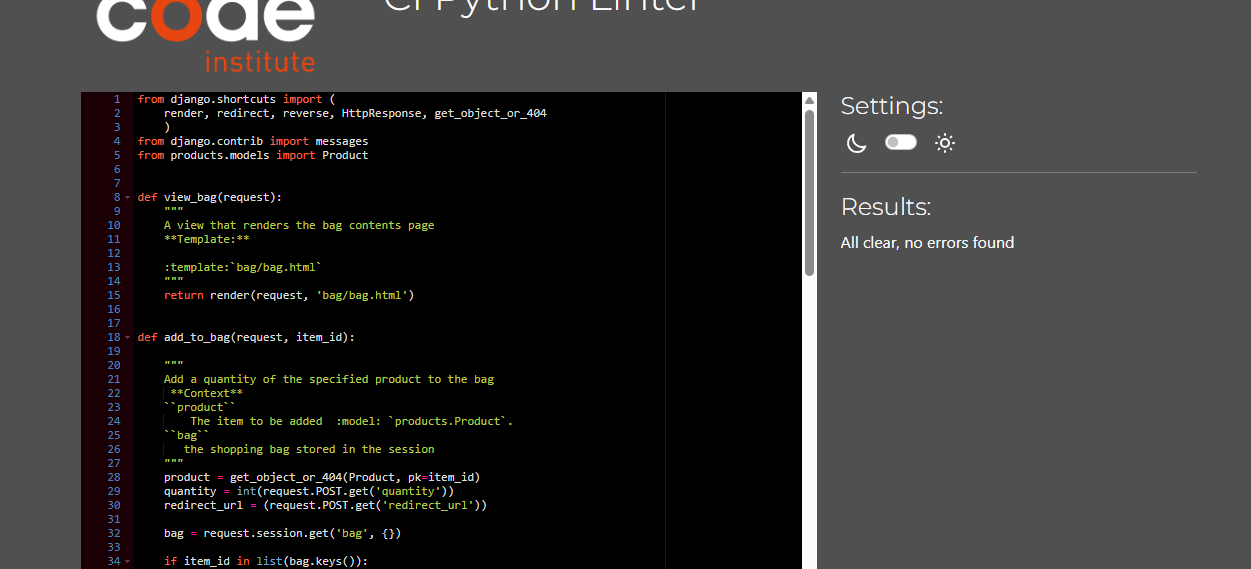 code
institute
CI Python Linter
1 from django.shortcuts import (
2     render, redirect, reverse, HttpResponse, get_object_or_404
3     )
4 from django.contrib import messages
5 from products.models import Product
6
7
8 def view_bag(request):
9     """
10     A view that renders the bag contents page
11     **Template:**
12
13     :template:`bag/bag.html`
14     """
15     return render(request, 'bag/bag.html')
16
17
18 def add_to_bag(request, item_id):
19
20     """
21     Add a quantity of the specified product to the bag
22      **Context**
23     ``product``
24         The item to be added  :model: `products.Product`.
25     ``bag``
26        the shopping bag stored in the session
27     """
28     product = get_object_or_404(Product, pk=item_id)
29     quantity = int(request.POST.get('quantity'))
30     redirect_url = (request.POST.get('redirect_url'))
31
32     bag = request.session.get('bag', {})
33
34     if item_id in list(bag.keys()):
Settings:
Results:
All clear, no errors found